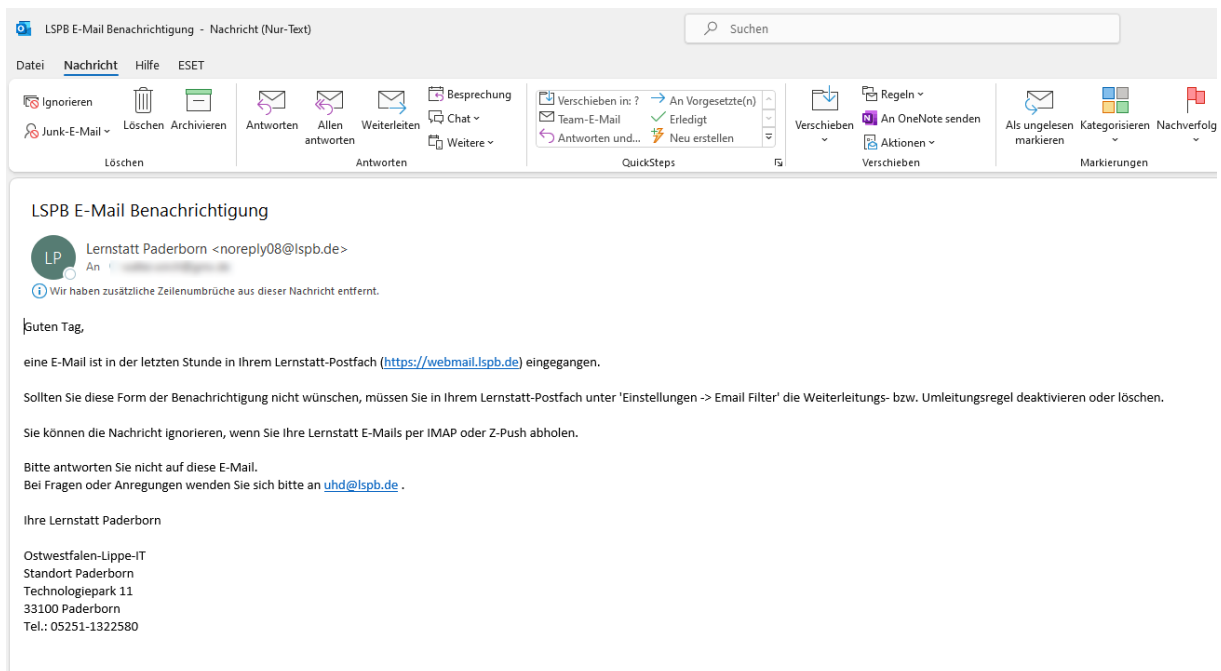 LSPB E-Mail Benachrichtigung - Nachricht (Nur-Text)
Suchen
Datei Nachricht Hilfe ESET
Ignorieren
Junk-E-Mail
Löschen Archivieren
Löschen
Antworten Allen antworten Weiterleiten
Besprechung
Chat
Weitere
Antworten
Verschieben in: ? An Vorgesetzte(n)
Team-E-Mail Erledigt
Antworten und... Neu erstellen
QuickSteps
Verschieben
Regeln
An OneNote senden
Aktionen
Verschieben
Als ungelesen markieren Kategorisieren Nachverfolg
Markierungen
LSPB E-Mail Benachrichtigung
LP
Lernstatt Paderborn <noreply08@lspb.de>
An
Wir haben zusätzliche Zeilenumbrüche aus dieser Nachricht entfernt.
Guten Tag,
eine E-Mail ist in der letzten Stunde in Ihrem Lernstatt-Postfach (https://webmail.lspb.de) eingegangen.
Sollten Sie diese Form der Benachrichtigung nicht wünschen, müssen Sie in Ihrem Lernstatt-Postfach unter 'Einstellungen -> Email Filter' die Weiterleitungs- bzw. Umleitungsregel deaktivieren oder löschen.
Sie können die Nachricht ignorieren, wenn Sie Ihre Lernstatt E-Mails per IMAP oder Z-Push abholen.
Bitte antworten Sie nicht auf diese E-Mail.
Bei Fragen oder Anregungen wenden Sie sich bitte an uhd@lspb.de .
Ihre Lernstatt Paderborn
Ostwestfalen-Lippe-IT
Standort Paderborn
Technologiepark 11
33100 Paderborn
Tel.: 05251-1322580